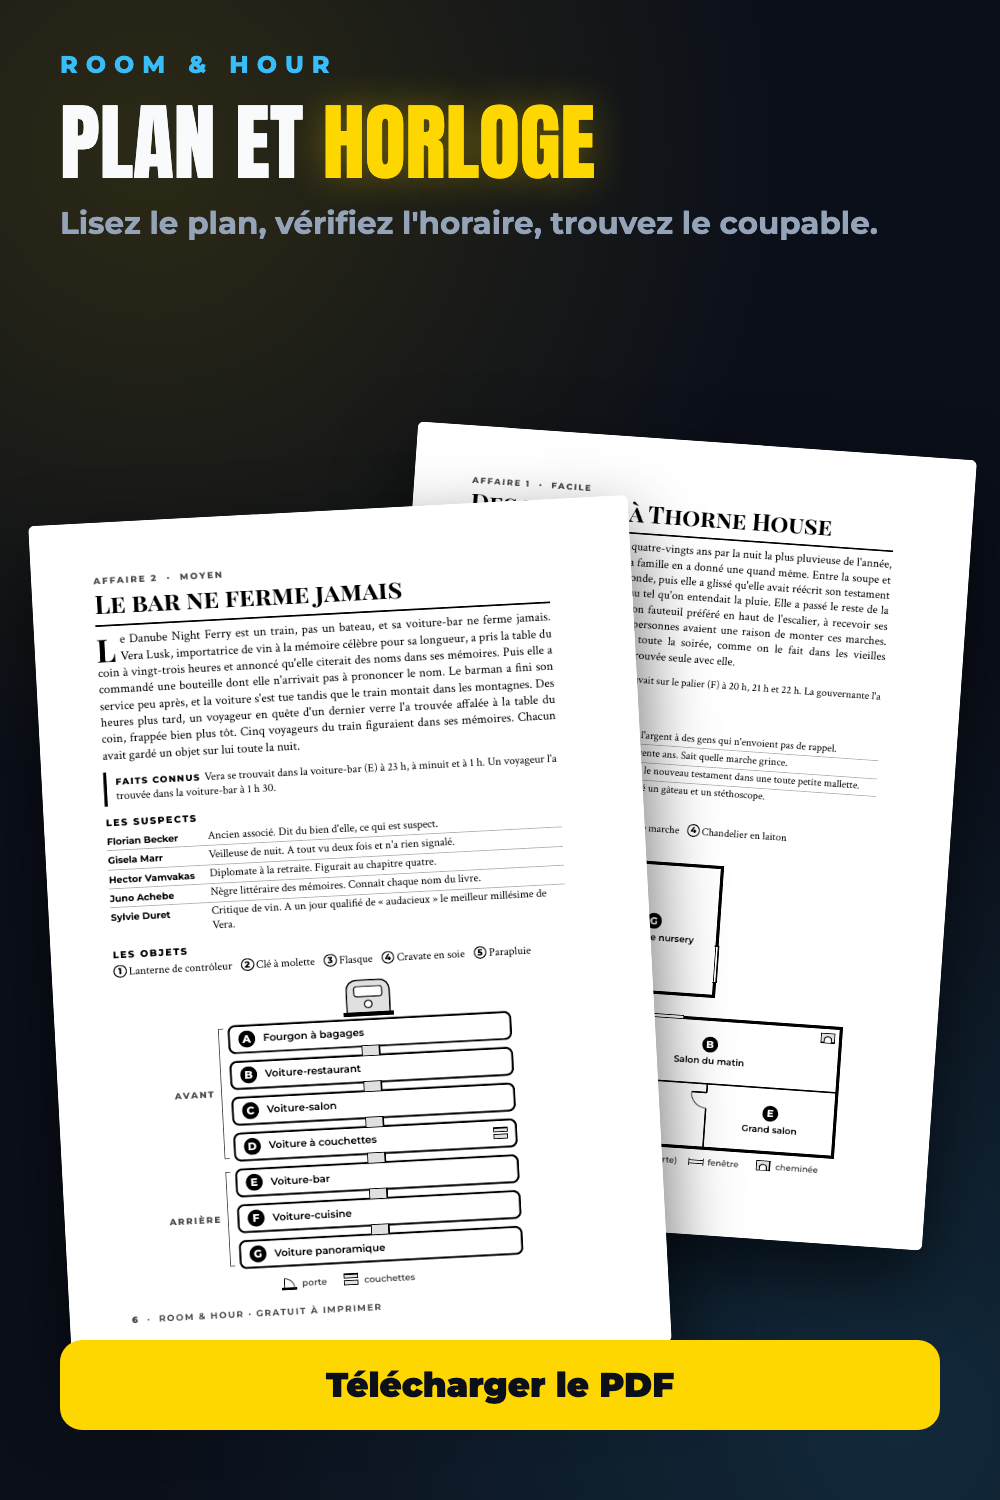 ROOM & HOUR
PLAN ET HORLOGE
Lisez le plan, vérifiez l'horaire, trouvez le coupable.
AFFAIRE 2 · MOYEN
LE BAR NE FERME JAMAIS
Le Danube Night Ferry est un train, pas un bateau, et sa voiture-bar ne ferme jamais.
Vera Lusk, importatrice de vin à la mémoire célèbre pour sa longueur, a pris la table du
coin à vingt-trois heures et annoncé qu'elle citerait des noms dans ses mémoires. Puis elle a
commandé une bouteille dont elle n'arrivait pas à prononcer le nom. Le barman a fini son
service peu après, et la voiture s'est tue tandis que le train montait dans les montagnes. Des
heures plus tard, un voyageur en quête d'un dernier verre l'a trouvée affalée à la table du
coin, frappée bien plus tôt. Cinq voyageurs du train figuraient dans ses mémoires. Chacun
avait gardé un objet sur lui toute la nuit.
FAITS CONNUS Vera se trouvait dans la voiture-bar (E) à 23 h, à minuit et à 1 h. Un voyageur l'a
trouvée dans la voiture-bar à 1 h 30.
LES SUSPECTS
Florian Becker Ancien associé. Dit du bien d'elle, ce qui est suspect.
Gisela Marr Veilleuse de nuit. A tout vu deux fois et n'a rien signalé.
Hector Vamvakas Diplomate à la retraite. Figurait au chapitre quatre.
Juno Achebe Nègre littéraire des mémoires. Connaît chaque nom du livre.
Sylvie Duret Critique de vin. A un jour qualifié de « audacieux » le meilleur millésime de
Vera.
LES OBJETS
1 Lanterne de contrôleur 2 Clé à molette 3 Flasque 4 Cravate en soie 5 Parapluie
A Fourgon à bagages
B Voiture-restaurant
C Voiture-salon
D Voiture à couchettes
E Voiture-bar
F Voiture-cuisine
G Voiture panoramique
AVANT
ARRIÈRE
porte couchettes
6 · ROOM & HOUR · GRATUIT À IMPRIMER
AFFAIRE 1 · FACILE
À THORNE HOUSE
quatre-vingts ans par la nuit la plus pluvieuse de l'année,
famille en a donné une quand même. Entre la soupe et
puis elle a glissé qu'elle avait réécrit son testament
tel qu'on entendait la pluie. Elle a passé le reste de la
fauteuil préféré en haut de l'escalier, à recevoir ses
personnes avaient une raison de monter ces marches.
toute la soirée, comme on le fait dans les vieilles
seule avec elle.
sur le palier (F) à 20 h, 21 h et 22 h. La gouvernante l'a
l'argent à des gens qui n'envoient pas de rappel.
ans. Sait quelle marche grince.
le nouveau testament dans une toute petite mallette.
un gâteau et un stéthoscope.
marche 4 Chandelier en laiton
G
nursery
B
Salon du matin
E
Grand salon
fenêtre cheminée
Télécharger le PDF